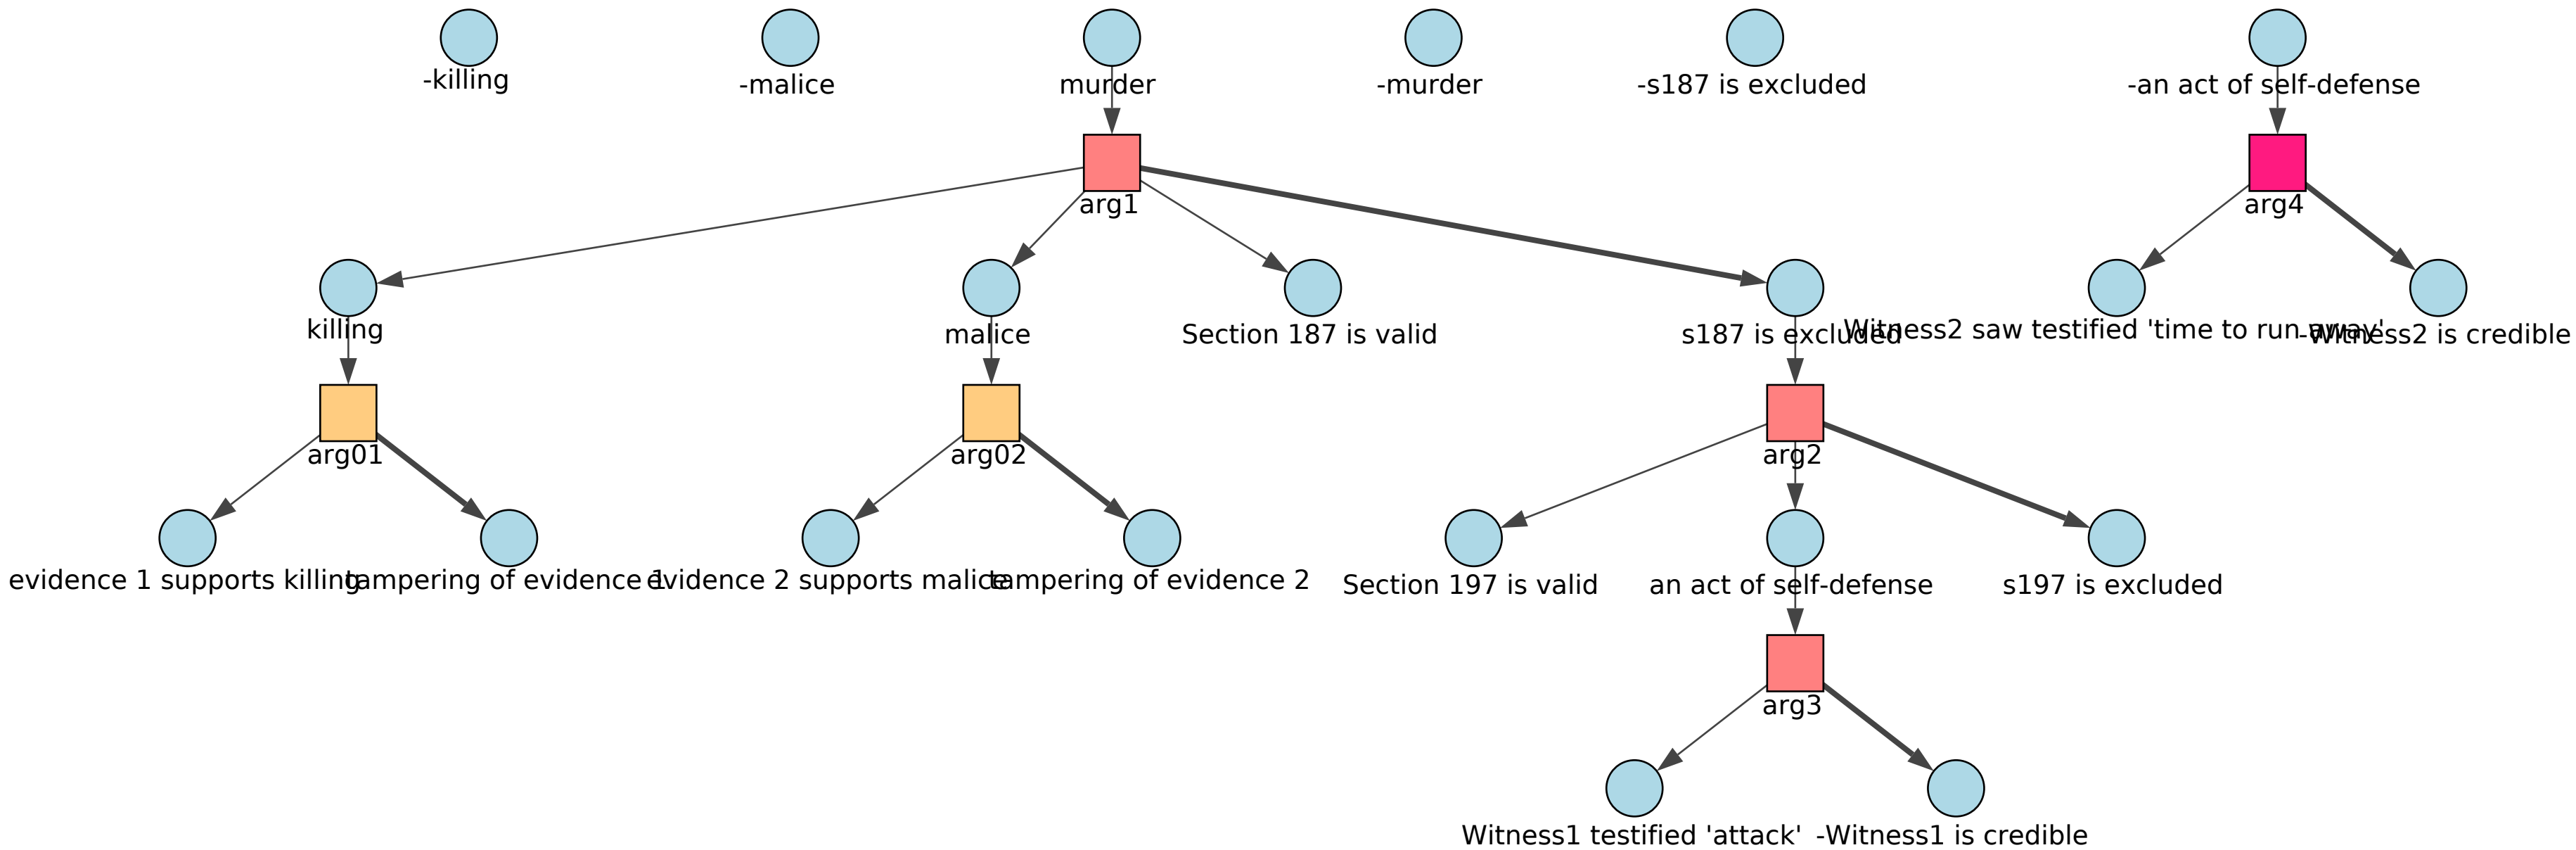 -killing
-malice
murder
-murder
-s187 is excluded
-an act of self-defense
arg1
arg4
killing
malice
Section 187 is valid
s187 is excluded
Witness2 saw testified 'time to run away'
-Witness2 is credible
arg01
arg02
arg2
evidence 1 supports killing
tampering of evidence 1
evidence 2 supports malice
tampering of evidence 2
Section 197 is valid
an act of self-defense
s197 is excluded
arg3
Witness1 testified 'attack'
-Witness1 is credible